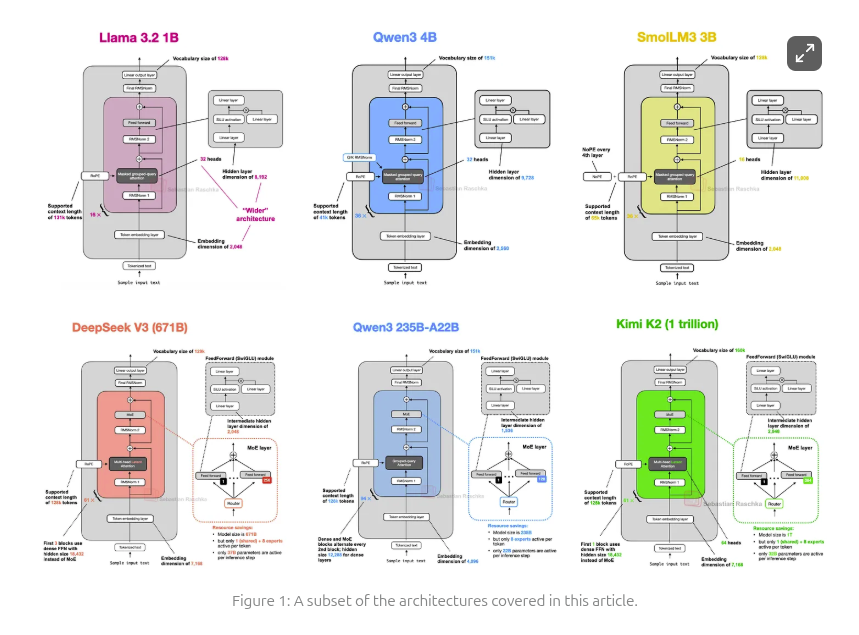 Llama 3.2 1B
Vocabulary size of 128k
Linear output layer
Final RMSNorm
Feed forward
RMSNorm 2
Masked grouped-query
attention
RMSNorm 1
RoPE
Supported
context length
of 131k tokens
16 ×
Token embedding layer
Tokenized text
Sample input text
Linear layer
SiLU activation
Linear layer
Linear layer
32 heads
Hidden layer
dimension of 8,192
"Wider"
architecture
Embedding
dimension of 2,048
Qwen3 4B
Vocabulary size of 151k
Linear output layer
Final RMSNorm
Feed forward
RMSNorm 2
Q/K RMSNorm
Masked grouped-query
attention
RMSNorm 1
RoPE
Supported
context length
of 41k tokens
36 ×
Token embedding layer
Tokenized text
Sample input text
Linear layer
SiLU activation
Linear layer
Linear layer
32 heads
Hidden layer
dimension of 9,728
Embedding
dimension of 2,560
SmolLM3 3B
Vocabulary size of
Linear output layer
Final RMSNorm
Feed forward
RMSNorm 2
Masked grouped-query
attention
RMSNorm 1
NoPE every
4th layer
NoPE
RoPE
Supported
context length
of tokens
Token embedding layer
Tokenized text
Sample input text
Linear layer
SiLU activation
Linear layer
Linear layer
heads
Hidden layer
dimension of
Embedding
dimension of 2,048
Sebastian Raschka
DeepSeek V3 (671B)
Vocabulary size of 129k
Linear output layer
Final RMSNorm
MoE
RMSNorm 2
Multi-head Latent
Attention
RMSNorm 1
RoPE
Supported
context length
of 128k tokens
61 ×
Token embedding layer
Tokenized text
Sample input text
First 3 blocks use
dense FFN with
hidden size 18,432
instead of MoE
Embedding
dimension of 7,168
FeedForward (SwiGLU) module
Linear layer
SiLU activation
Linear layer
Linear layer
Intermediate hidden
layer dimension of
2,048
MoE layer
Feed forward
1
Feed forward
256
Router
Resource savings:
• Model size is 671B
• but only 1 (shared) + 8 experts
active per token
• only 37B parameters are active
per inference step
Qwen3 235B-A22B
Vocabulary size of 151k
Linear output layer
Final RMSNorm
MoE
RMSNorm 2
Grouped-query
Attention
RMSNorm 1
RoPE
Supported
context length
of 128k tokens
94 ×
Token embedding layer
Tokenized text
Sample input text
Dense and MoE
blocks alternate every
2nd block; hidden
size 12,288 for dense
layers
Embedding
dimension of 4,096
FeedForward (SwiGLU) module
Linear layer
SiLU activation
Linear layer
Linear layer
Intermediate hidden
layer dimension of
1,536
MoE layer
Feed forward
1
Feed forward
128
Router
Resource savings:
• Model size is 235B
• but only 8 experts active per
token
• only 22B parameters are active
per inference step
Kimi K2 (1 trillion)
Vocabulary size of 160k
Linear output layer
Final RMSNorm
MoE
RMSNorm 2
Multi-head Latent
Attention
RMSNorm 1
RoPE
Supported
context length
of 128k tokens
61 ×
Token embedding layer
Tokenized text
Sample input text
First 1 block uses
dense FFN with
hidden size 18,432
instead of MoE
64 heads
Embedding
dimension of 7,168
FeedForward (SwiGLU) module
Linear layer
SiLU activation
Linear layer
Linear layer
Intermediate hidden
layer dimension of
2,048
MoE layer
Feed forward
1
Feed forward
384
Router
Resource savings:
• Model size is 1T
• but only 1 (shared) + 8 experts
active per token
• only 32B parameters are active
per inference step
Sebastian Raschka
Figure 1: A subset of the architectures covered in this article.